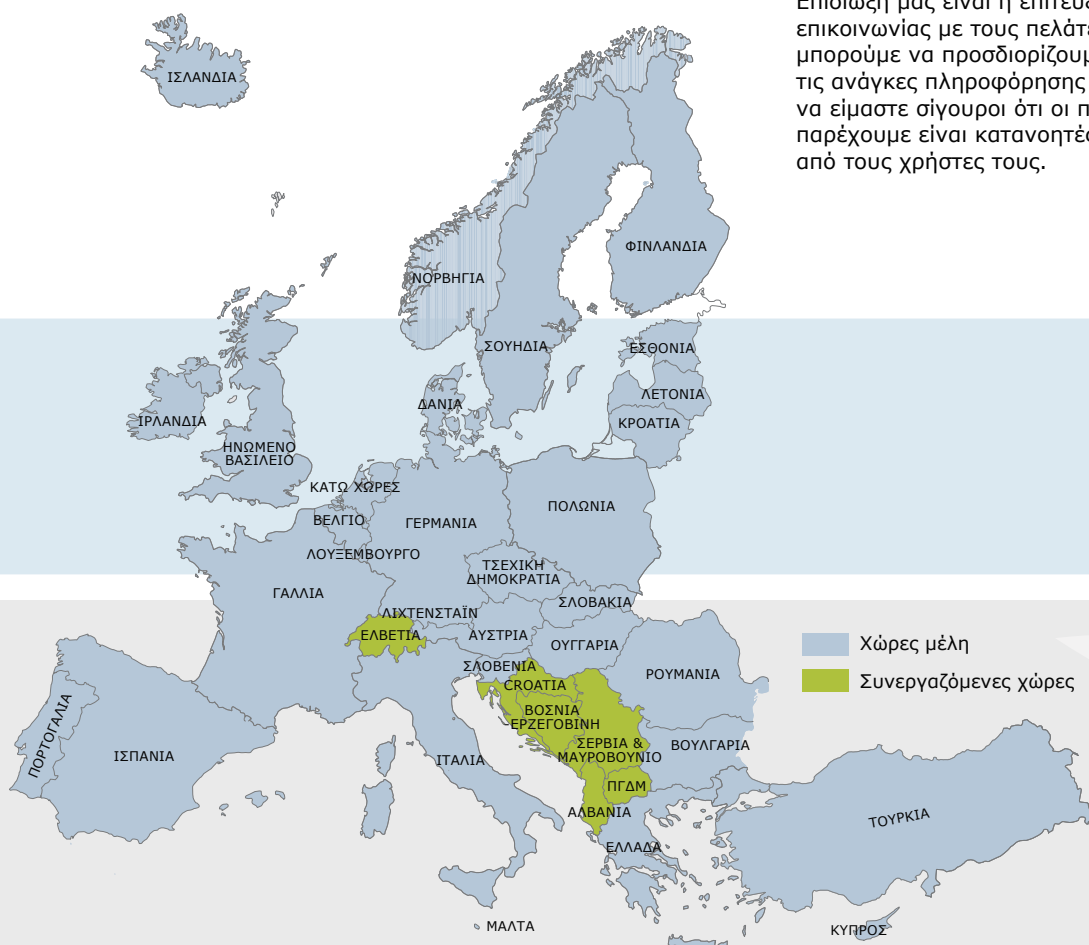 Επιδίωξή μας είναι η
επικοινωνίας με τους
μπορούμε να
τις ανάγκες πληροφόρησης
να είμαστε σίγουροι ότι οι
παρέχουμε είναι
από τους χρήστες τους.
ΙΣΛΑΝΔΙΑ
ΦΙΝΛΑΝΔΙΑ
ΝΟΡΒΗΓΙΑ
ΣΟΥΗΔΙΑ
ΕΣΘΟΝΙΑ
ΛΕΤΟΝΙΑ
ΔΑΝΙΑ
ΙΡΛΑΝΔΙΑ
ΚΡΟΑΤΙΑ
ΗΝΩΜΕΝΟ
ΒΑΣΙΛΕΙΟ
ΚΑΤΩ ΧΩΡΕΣ
ΠΟΛΩΝΙΑ
ΒΕΛΓΙΟ
ΓΕΡΜΑΝΙΑ
ΛΟΥΞΕΜΒΟΥΡΓΟ
ΤΣΕΧΙΚΗ
ΔΗΜΟΚΡΑΤΙΑ
ΓΑΛΛΙΑ
ΣΛΟΒΑΚΙΑ
ΛΙΧΤΕΝΣΤΑΪΝ
ΕΛΒΕΤΙΑ
ΑΥΣΤΡΙΑ
ΟΥΓΓΑΡΙΑ
Χώρες μέλη
ΣΛΟΒΕΝΙΑ
ΡΟΥΜΑΝΙΑ
CROATIA
Συνεργαζόμενες χώρες
ΒΟΣΝΙΑ
ΕΡΖΕΓΟΒΙΝΗ
ΠΟΡΤΟΓΑΛΙΑ
ΙΣΠΑΝΙΑ
ΙΤΑΛΙΑ
ΣΕΡΒΙΑ &
ΜΑΥΡΟΒΟΥΝΙΟ
ΒΟΥΛΓΑΡΙΑ
ΠΓΔΜ
ΑΛΒΑΝΙΑ
ΤΟΥΡΚΙΑ
ΕΛΛΑΔΑ
ΜΑΛΤΑ
ΚΥΠΡΟΣ